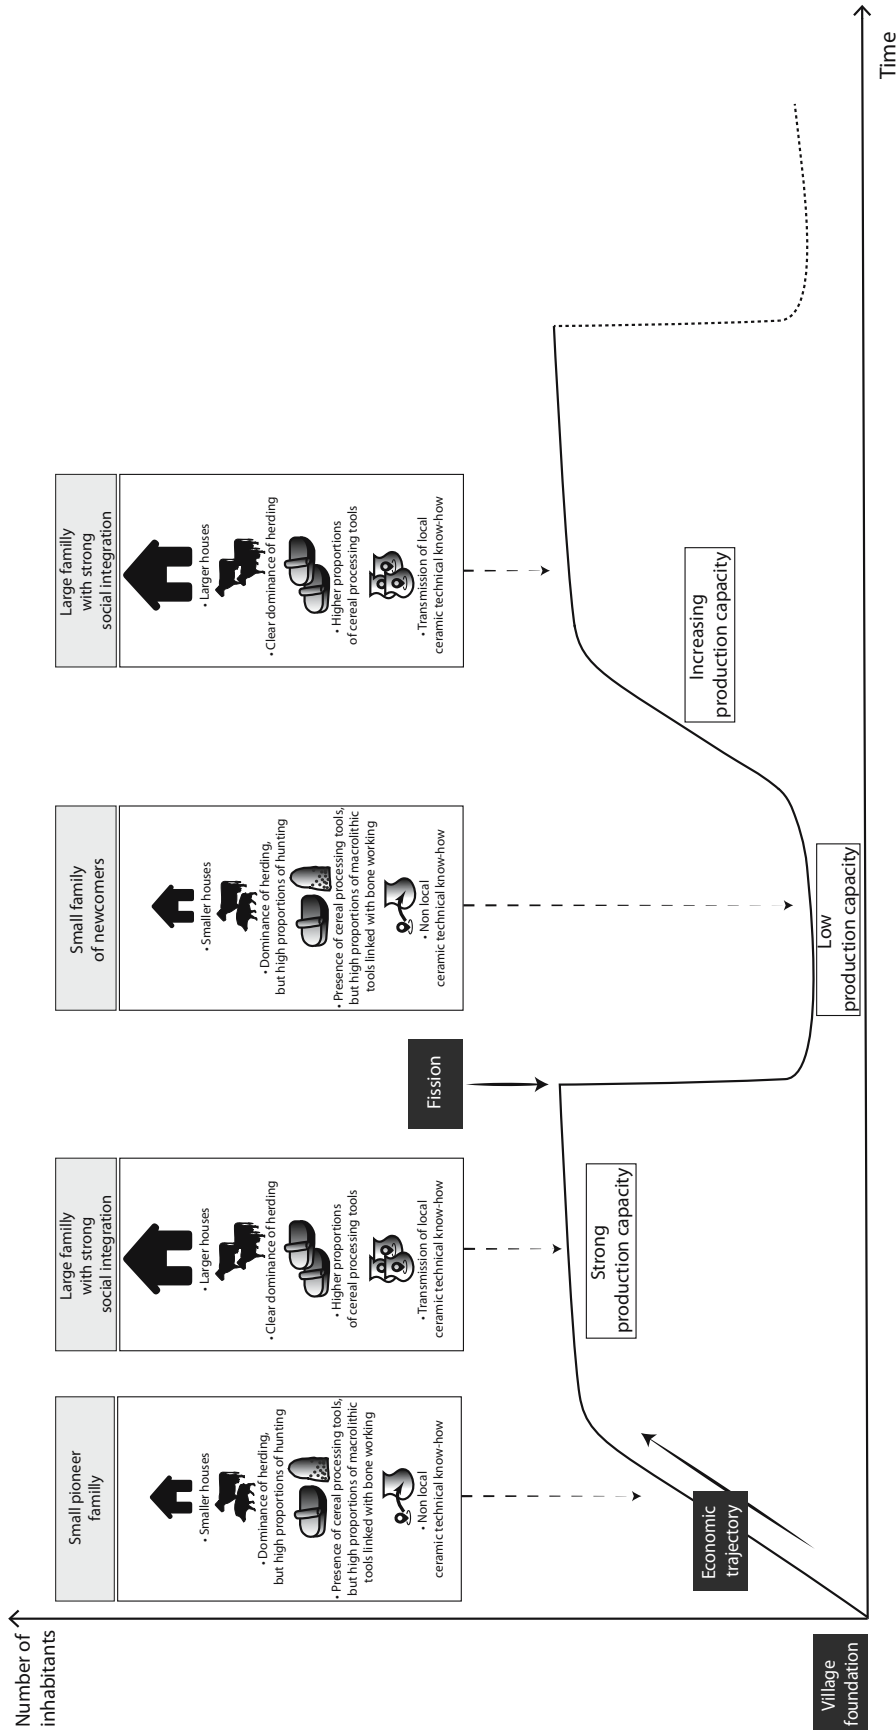 Number of
inhabitants
Small pioneer
familly
• Smaller houses
• Dominance of herding,
but high proportions of hunting
• Presence of cereal processing tools,
but high proportions of macrolithic
tools linked with bone working
• Non local
ceramic technical know-how
Large familly
with strong
social integration
• Larger houses
• Clear dominance of herding
• Higher proportions
of cereal processing tools
• Transmission of local
ceramic technical know-how
Small family
of newcomers
• Smaller houses
• Dominance of herding,
but high proportions of hunting
• Presence of cereal processing tools,
but high proportions of macrolithic
tools linked with bone working
• Non local
ceramic technical know-how
Large familly
with strong
social integration
• Larger houses
• Clear dominance of herding
• Higher proportions
of cereal processing tools
• Transmission of local
ceramic technical know-how
Fission
Economic
trajectory
Strong
production capacity
Low
production capacity
Increasing
production capacity
Village
foundation
Time